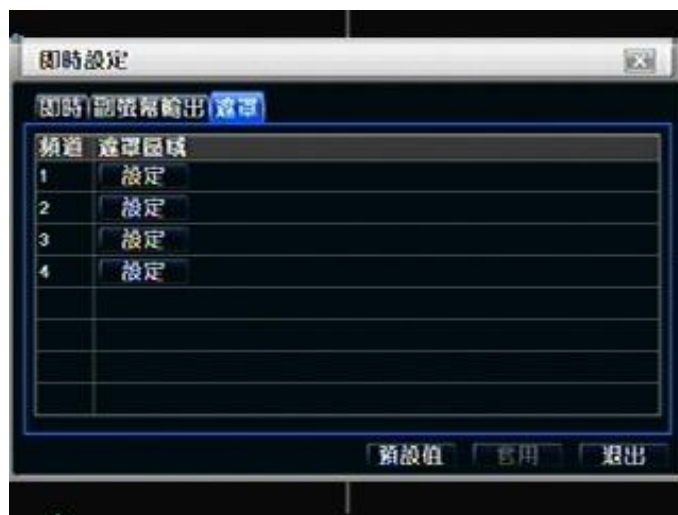 即時設定
即時 副螢幕輸出 遮罩
頻道 遮罩區域
1 設定
2 設定
3 設定
4 設定
預設值 套用 退出